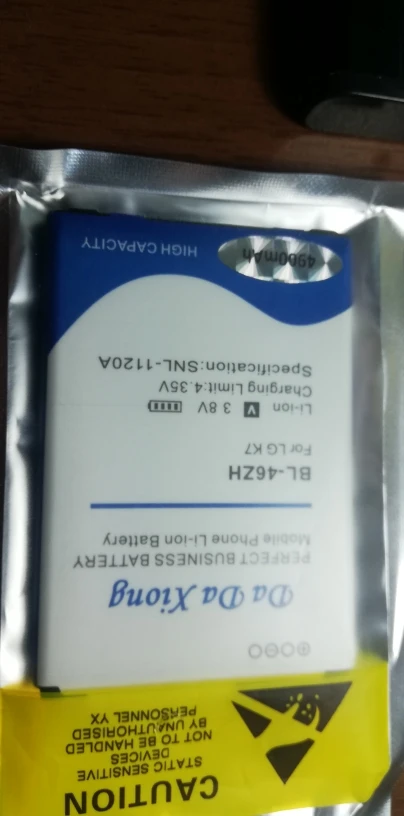 CAUTION
STATIC SENSITIVE
DEVICES
NOT TO BE HANDLED
BY UNAUTHORISED
PERSONNEL YX
Da Da Xiong
PERFECT BUSINESS BATTERY
Mobile Phone Li-ion Battery
BL-46ZH
For LG K7
Li-ion V 3.8V
Charging Limit:4.35V
Specification:SNL-1120A
4980mAh
HIGH CAPACITY